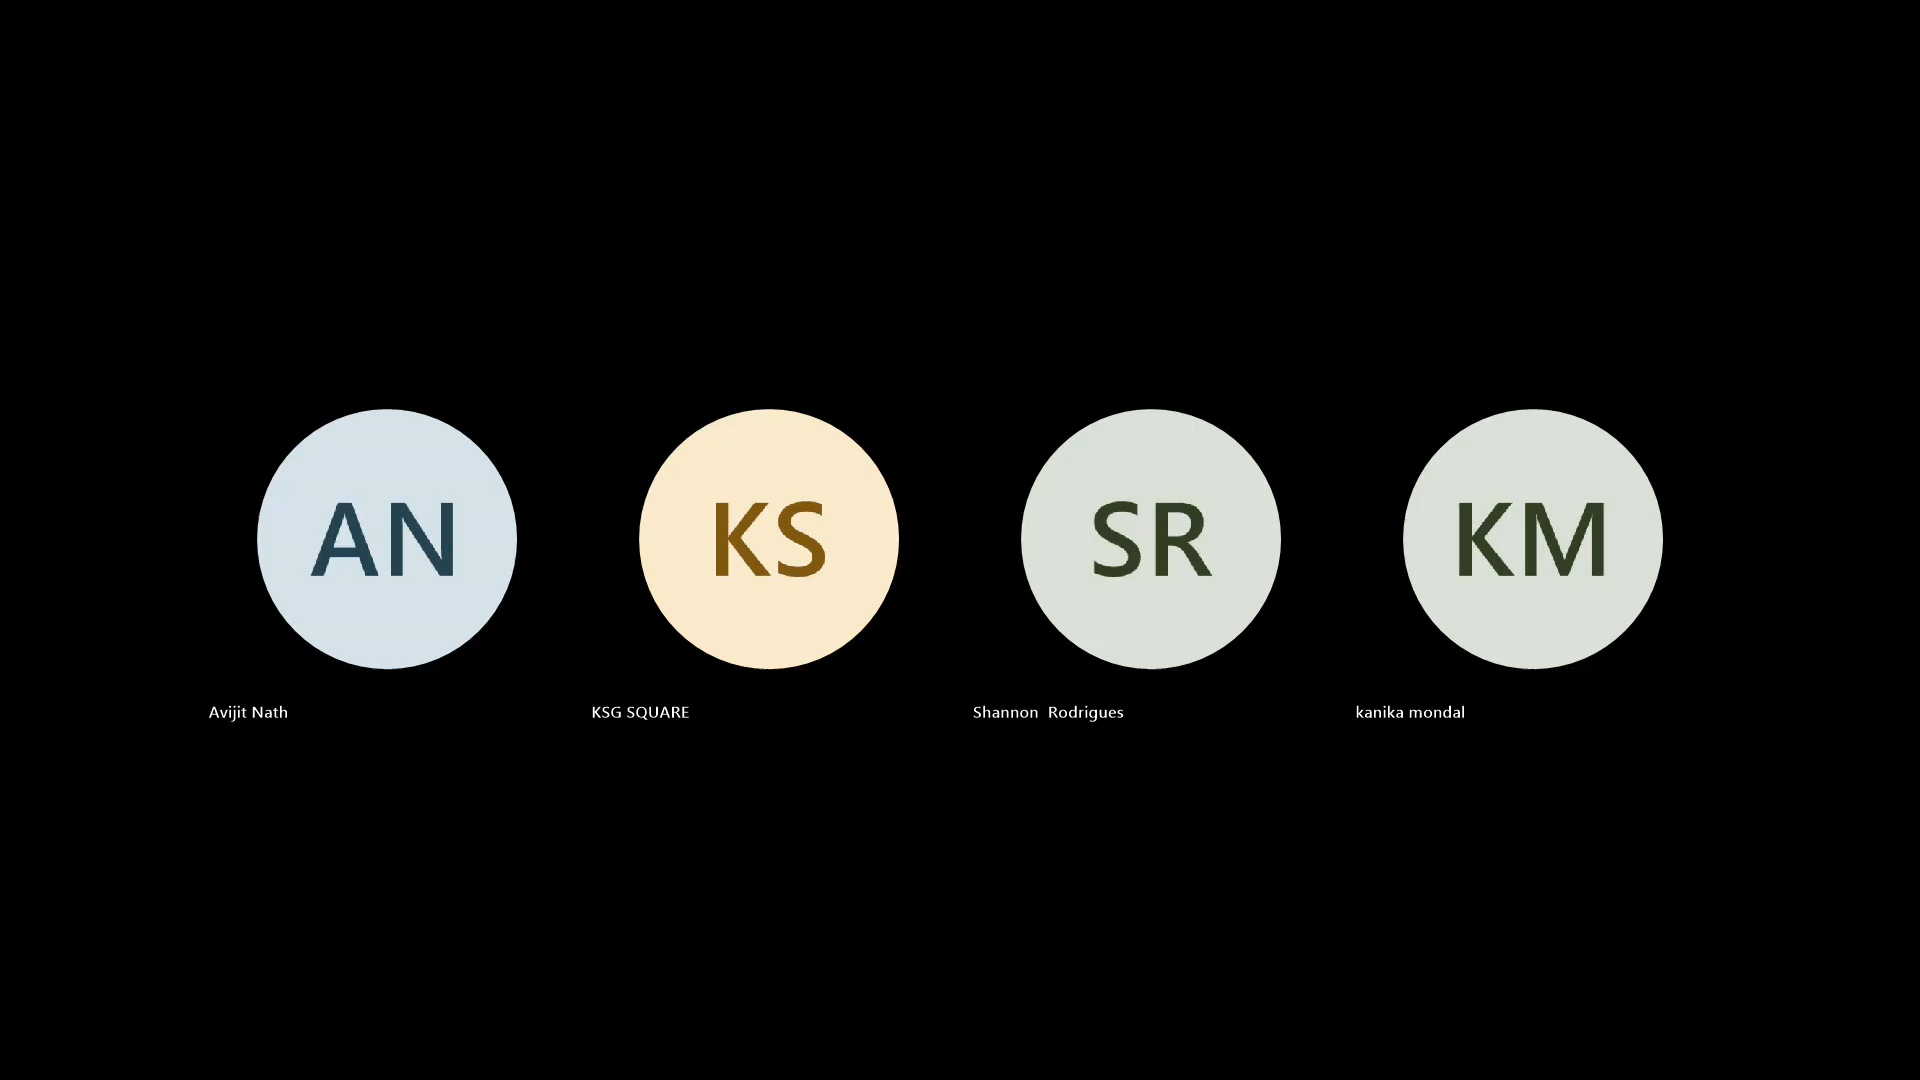 AN
KS
SR
KM
Avijit Nath
KSG SQUARE
Shannon  Rodrigues
kanika mondal